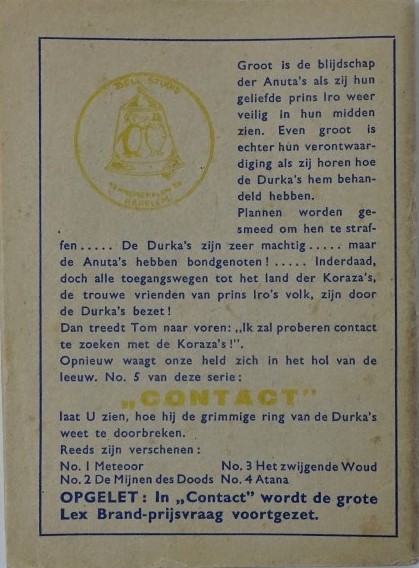 BELL STUDIO
HAARLEM
Groot is de blijdschap
der Anuta's als zij hun
geliefde prins Iro weer
veilig in hun midden
zien. Even groot is
echter hún verontwaar-
diging als zij horen hoe
de Durka's hem behan-
deld hebben.
Plannen worden ge-
smeed om hen te straf-
fen ..... De Durka's zijn zeer machtig ..... maar
de Anuta's hebben bondgenoten! ..... Inderdaad,
doch alle toegangswegen tot het land der Koraza's,
de trouwe vrienden van prins Iro's volk, zijn door
de Durka's bezet!
Dan treedt Tom naar voren: „Ik zal proberen contact
te zoeken met de Koraza's!".
Opnieuw waagt onze held zich in het hol van de
leeuw. No. 5 van deze serie:
„CONTACT"
laat U zien, hoe hij de grimmige ring van de Durka's
weet te doorbreken.
Reeds zijn verschenen:
No. 1 Meteoor No. 3 Het zwijgende Woud
No. 2 De Mijnen des Doods No. 4 Atana
OPGELET: In „Contact" wordt de grote
Lex Brand-prijsvraag voortgezet.